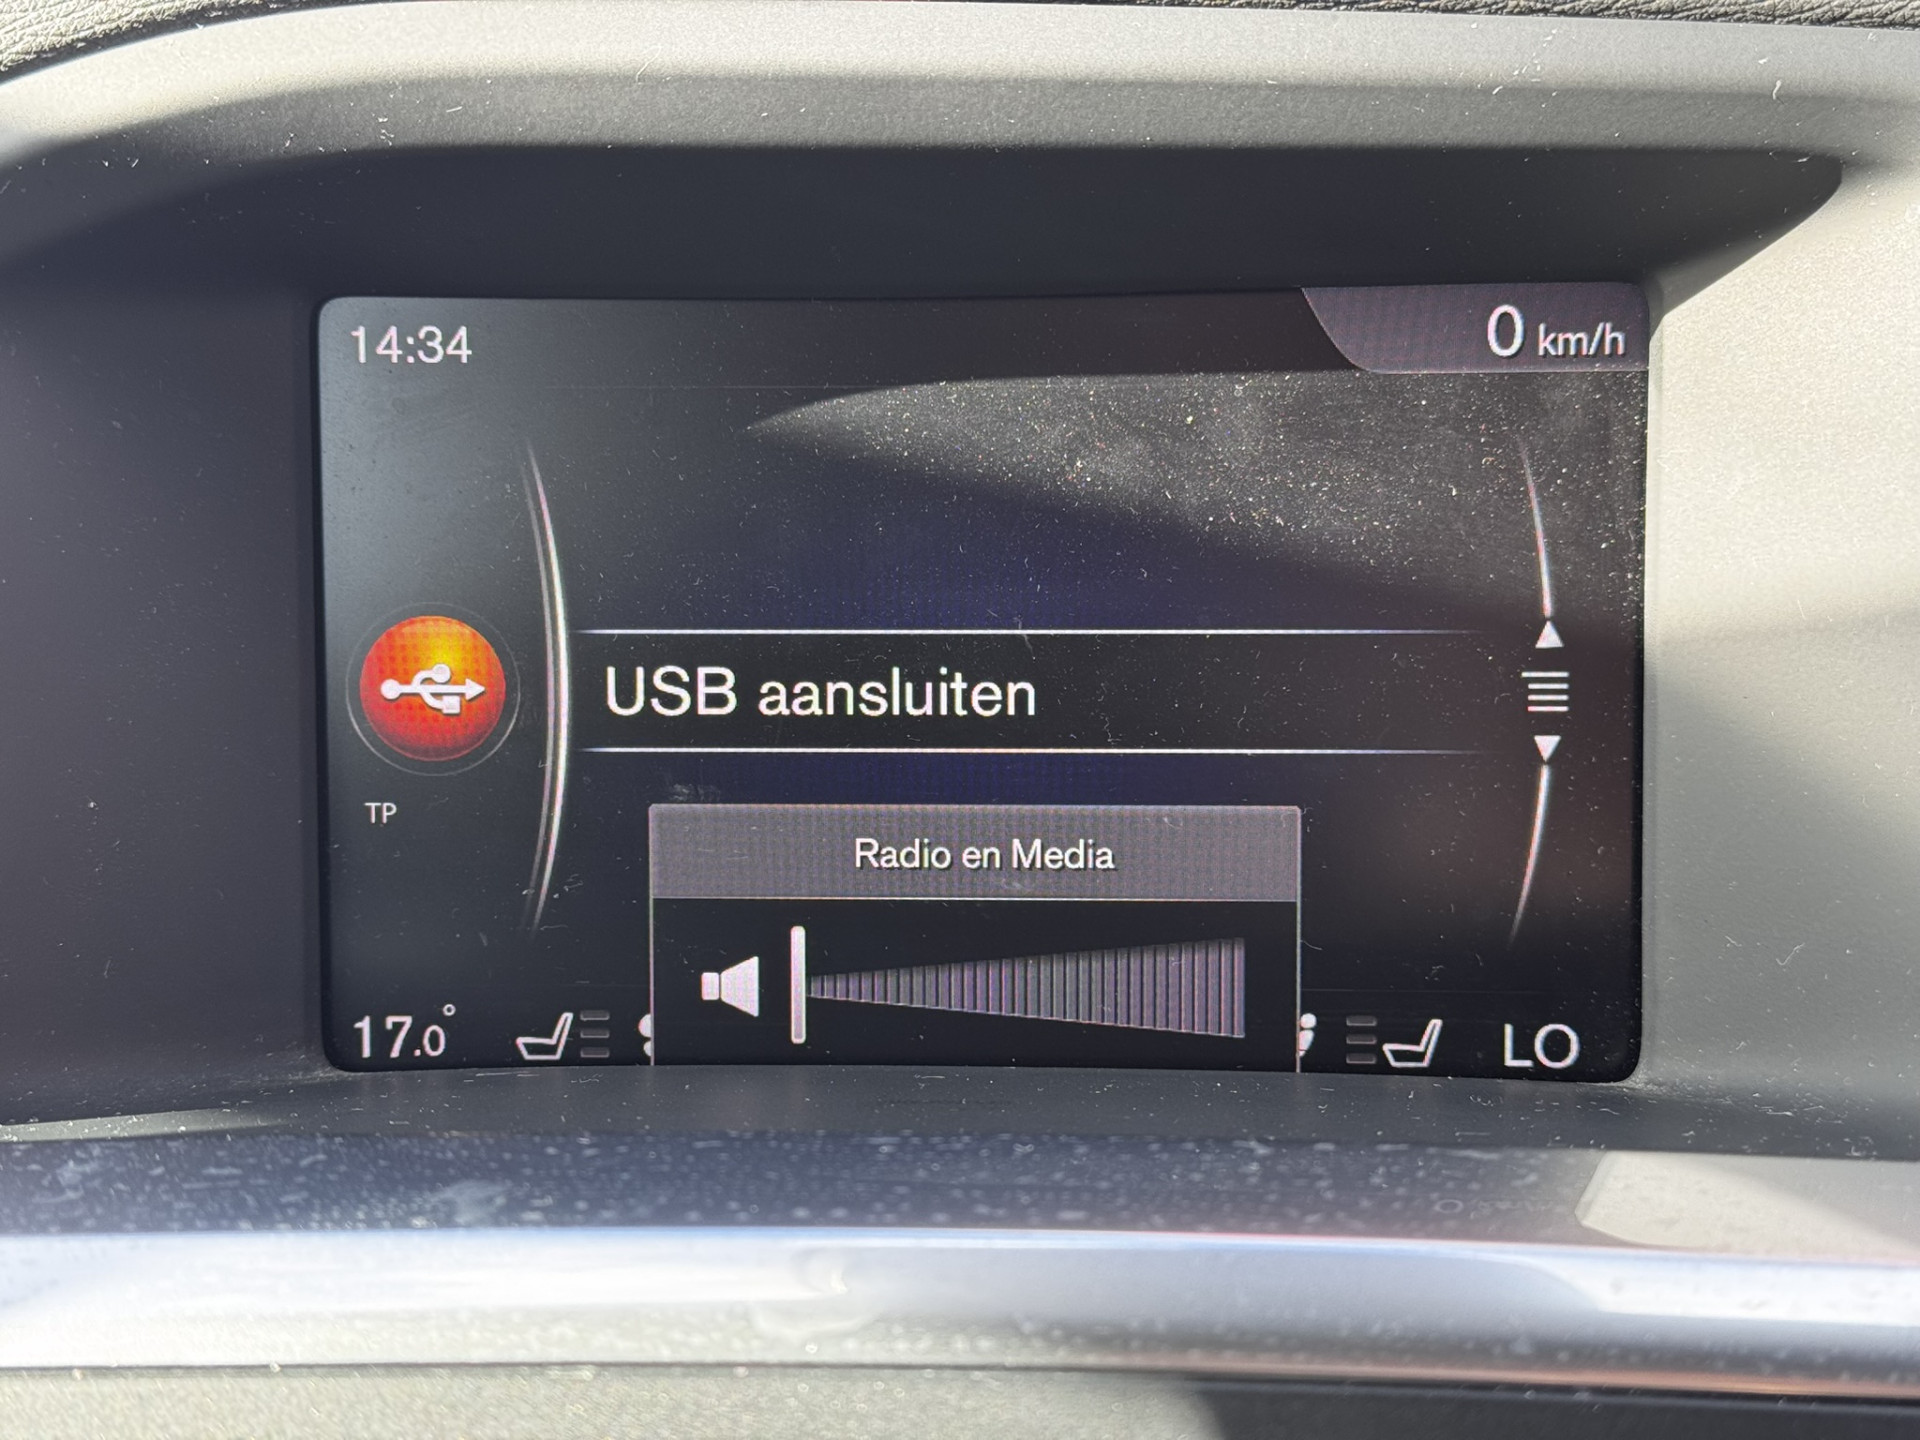 14:34
0 km/h
USB aansluiten
TP
Radio en Media
17.0°
LO